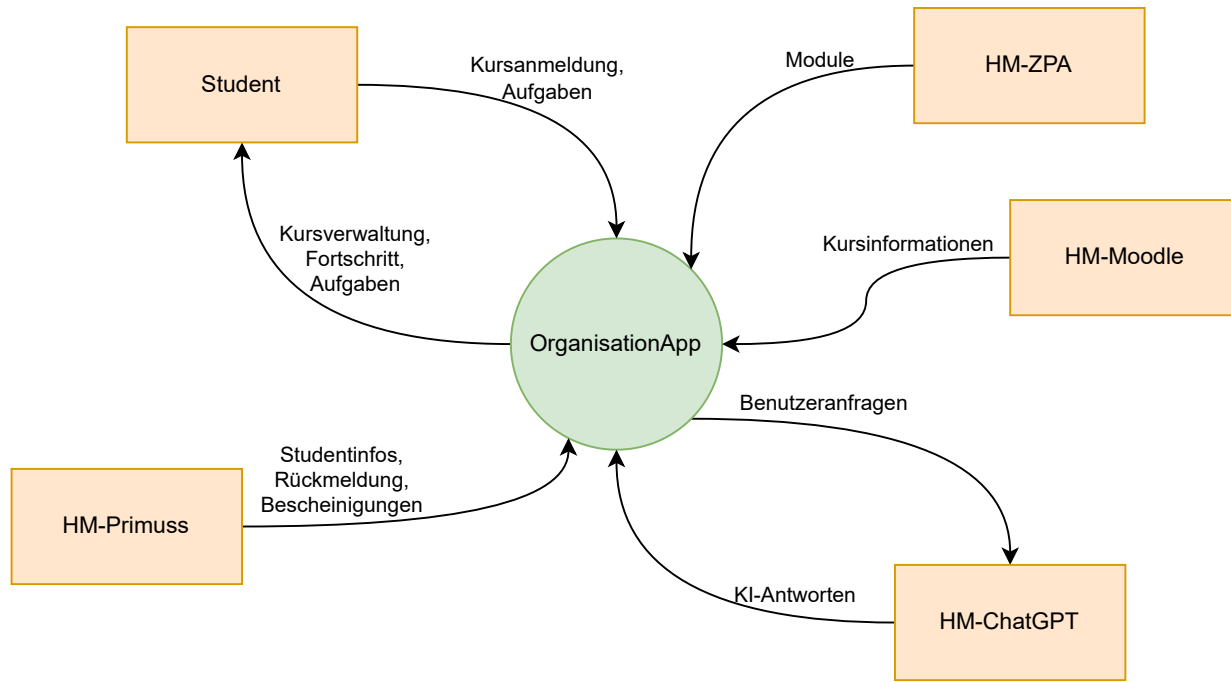 Student
Kursanmeldung,
Aufgaben
Module
HM-ZPA
Kursverwaltung,
Fortschritt,
Aufgaben
Kursinformationen
HM-Moodle
OrganisationApp
Benutzeranfragen
Studentinfos,
Rückmeldung,
Bescheinigungen
HM-Primuss
KI-Antworten
HM-ChatGPT